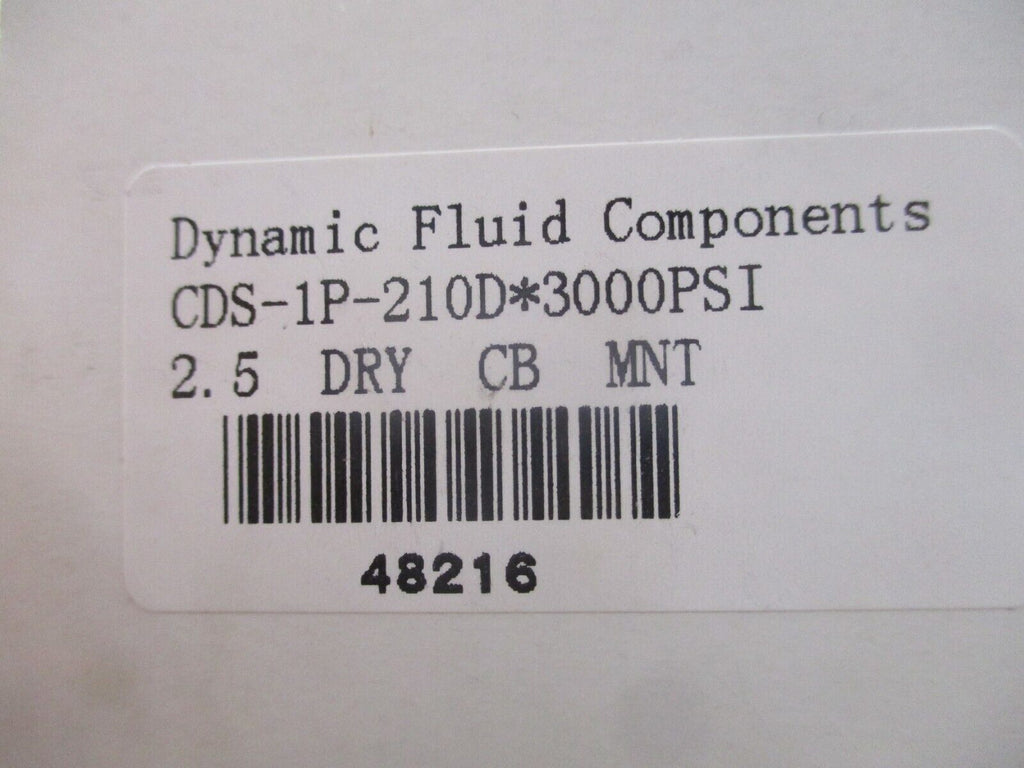 Dynamic Fluid Components
CDS-1P-210D*3000PSI
2.5 DRY CB MNT
48216